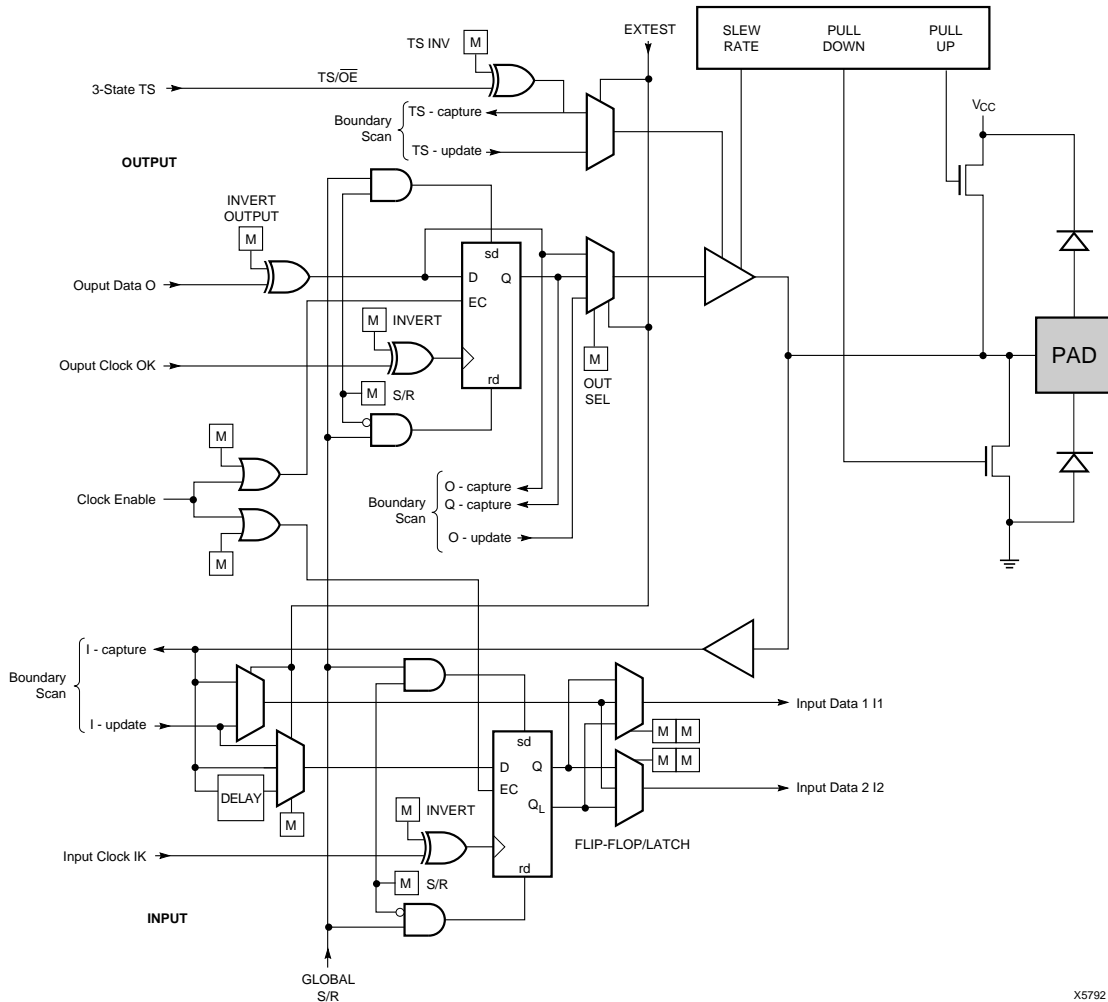 TS INV
M
EXTEST
SLEW RATE
PULL DOWN
PULL UP
3-State TS
TS/OE
VCC
Boundary Scan
TS - capture
TS - update
OUTPUT
INVERT OUTPUT
M
sd
D
Q
EC
Ouput Data O
M
INVERT
Ouput Clock OK
rd
M
S/R
M
OUT SEL
PAD
M
Clock Enable
M
Boundary Scan
O - capture
Q - capture
O - update
Boundary Scan
I - capture
I - update
Input Data 1 I1
M M
M M
sd
D
Q
EC
QL
Input Data 2 I2
DELAY
M
M
INVERT
FLIP-FLOP/LATCH
Input Clock IK
rd
M
S/R
INPUT
GLOBAL S/R
X5792